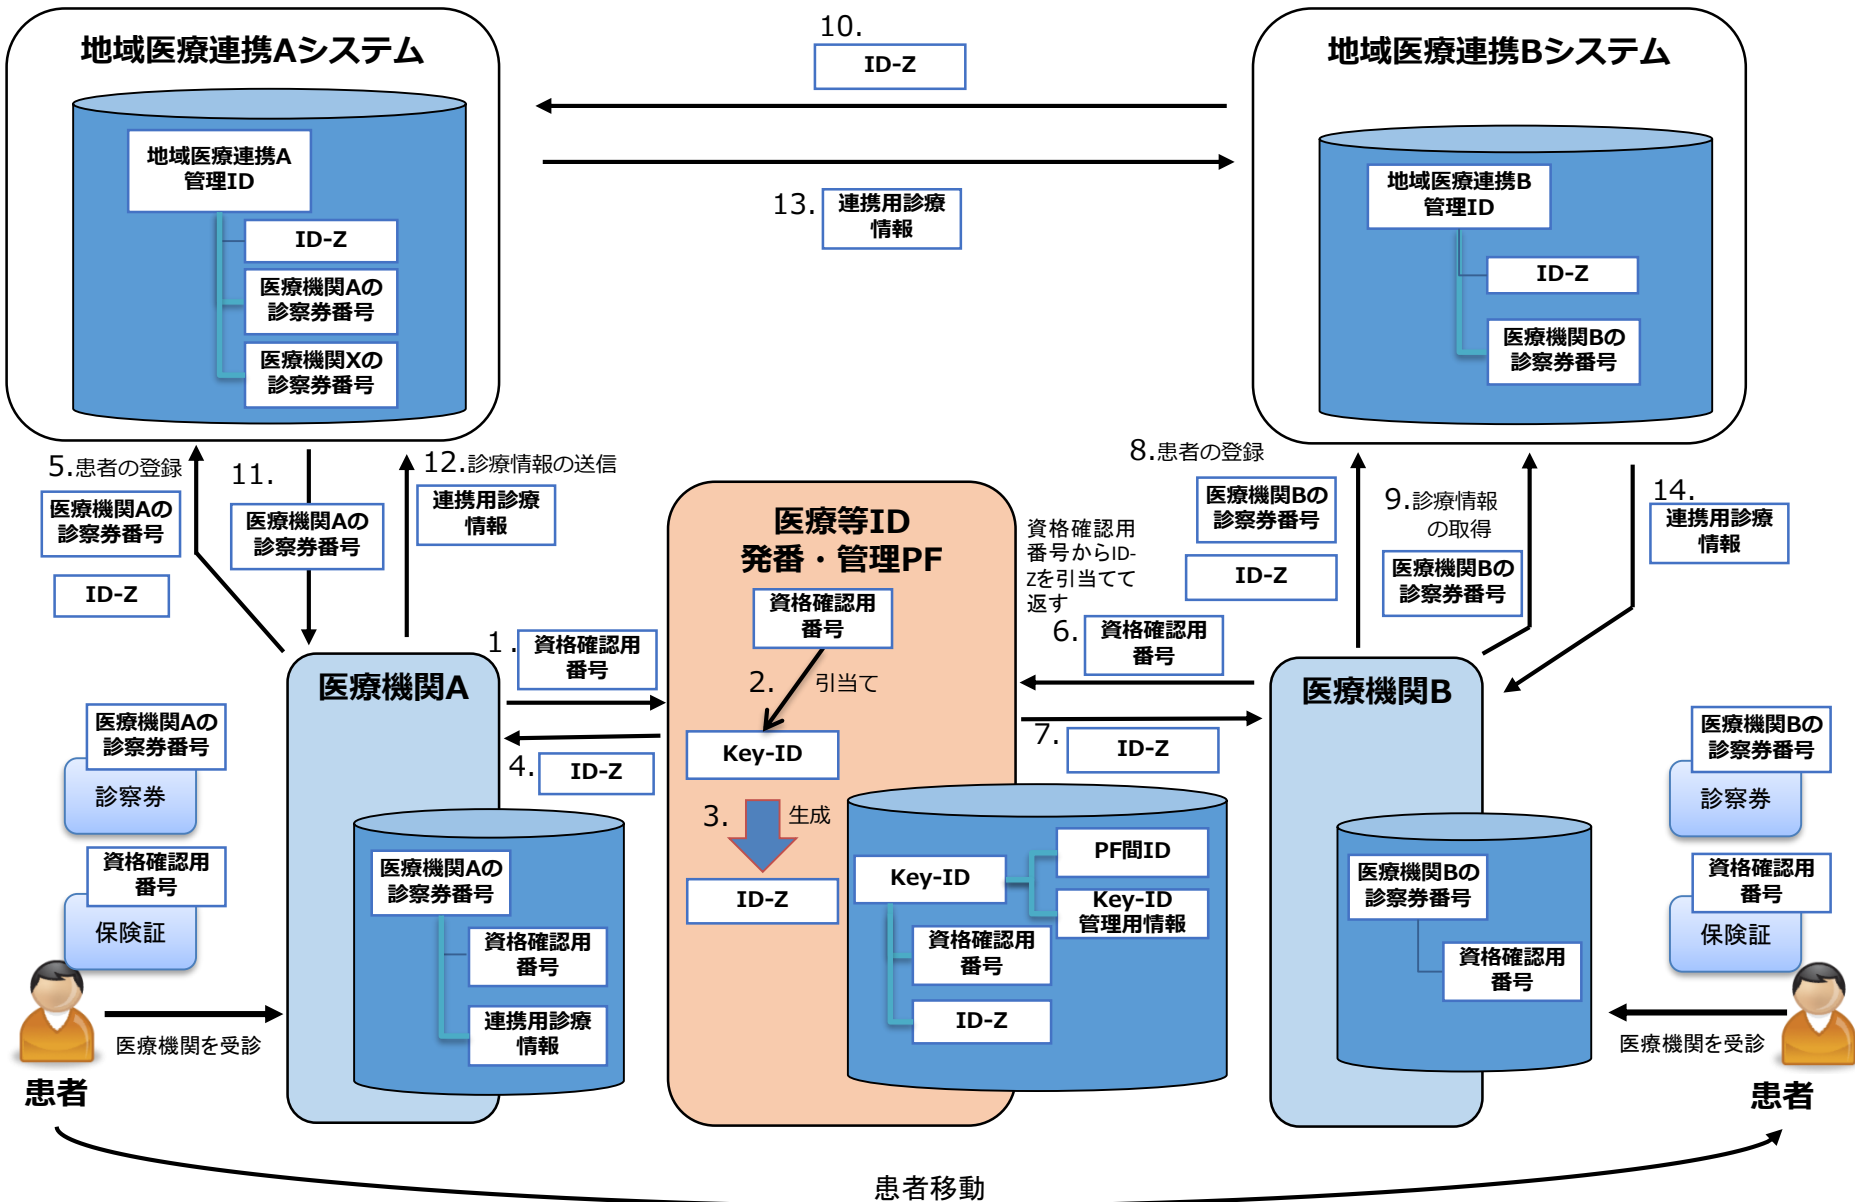 地域医療連携Aシステム
地域医療連携A
管理ID
ID-Z
医療機関Aの
診察券番号
医療機関Xの
診察券番号
10.
ID-Z
13.
連携用診療
情報
地域医療連携Bシステム
地域医療連携B
管理ID
ID-Z
医療機関Bの
診察券番号
5.患者の登録
医療機関Aの
診察券番号
ID-Z
11.
医療機関Aの
診察券番号
12.診療情報の送信
連携用診療
情報
医療等ID
発番・管理PF
資格確認用
番号
2.
引当て
Key-ID
3.
生成
ID-Z
Key-ID
PF間ID
Key-ID
管理用情報
資格確認用
番号
ID-Z
資格確認用
番号からID-
Zを引当てて
返す
6.
資格確認用
番号
7.
ID-Z
8.患者の登録
医療機関Bの
診察券番号
ID-Z
9.診療情報
の取得
医療機関Bの
診察券番号
14.
連携用診療
情報
1.
資格確認用
番号
4.
ID-Z
医療機関A
医療機関Aの
診察券番号
資格確認用
番号
連携用診療
情報
医療機関Aの
診察券番号
診察券
資格確認用
番号
保険証
医療機関を受診
患者
医療機関B
医療機関Bの
診察券番号
資格確認用
番号
医療機関Bの
診察券番号
診察券
資格確認用
番号
保険証
医療機関を受診
患者
患者移動